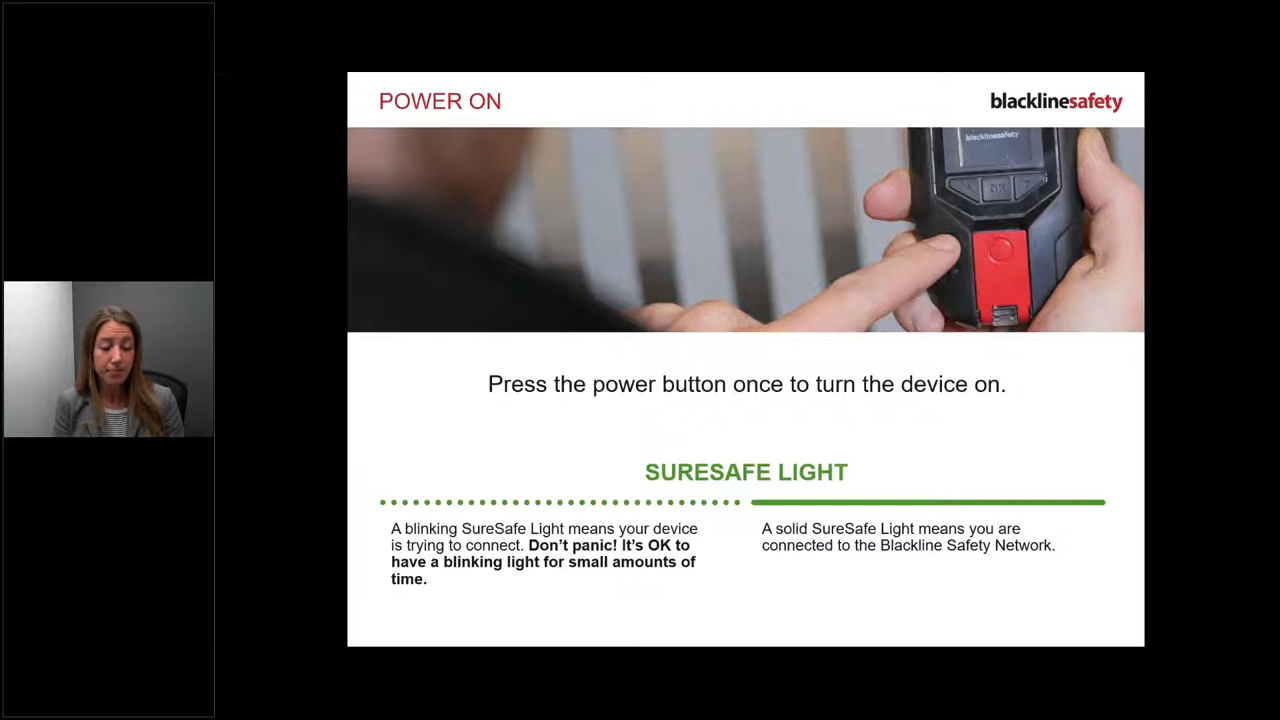 POWER ON
blacklinesafety
blacklinesafety
OK
Press the power button once to turn the device on.
SURESAFE LIGHT
A blinking SureSafe Light means your device
is trying to connect. Don't panic! It's OK to
have a blinking light for small amounts of
time.
A solid SureSafe Light means you are
connected to the Blackline Safety Network.